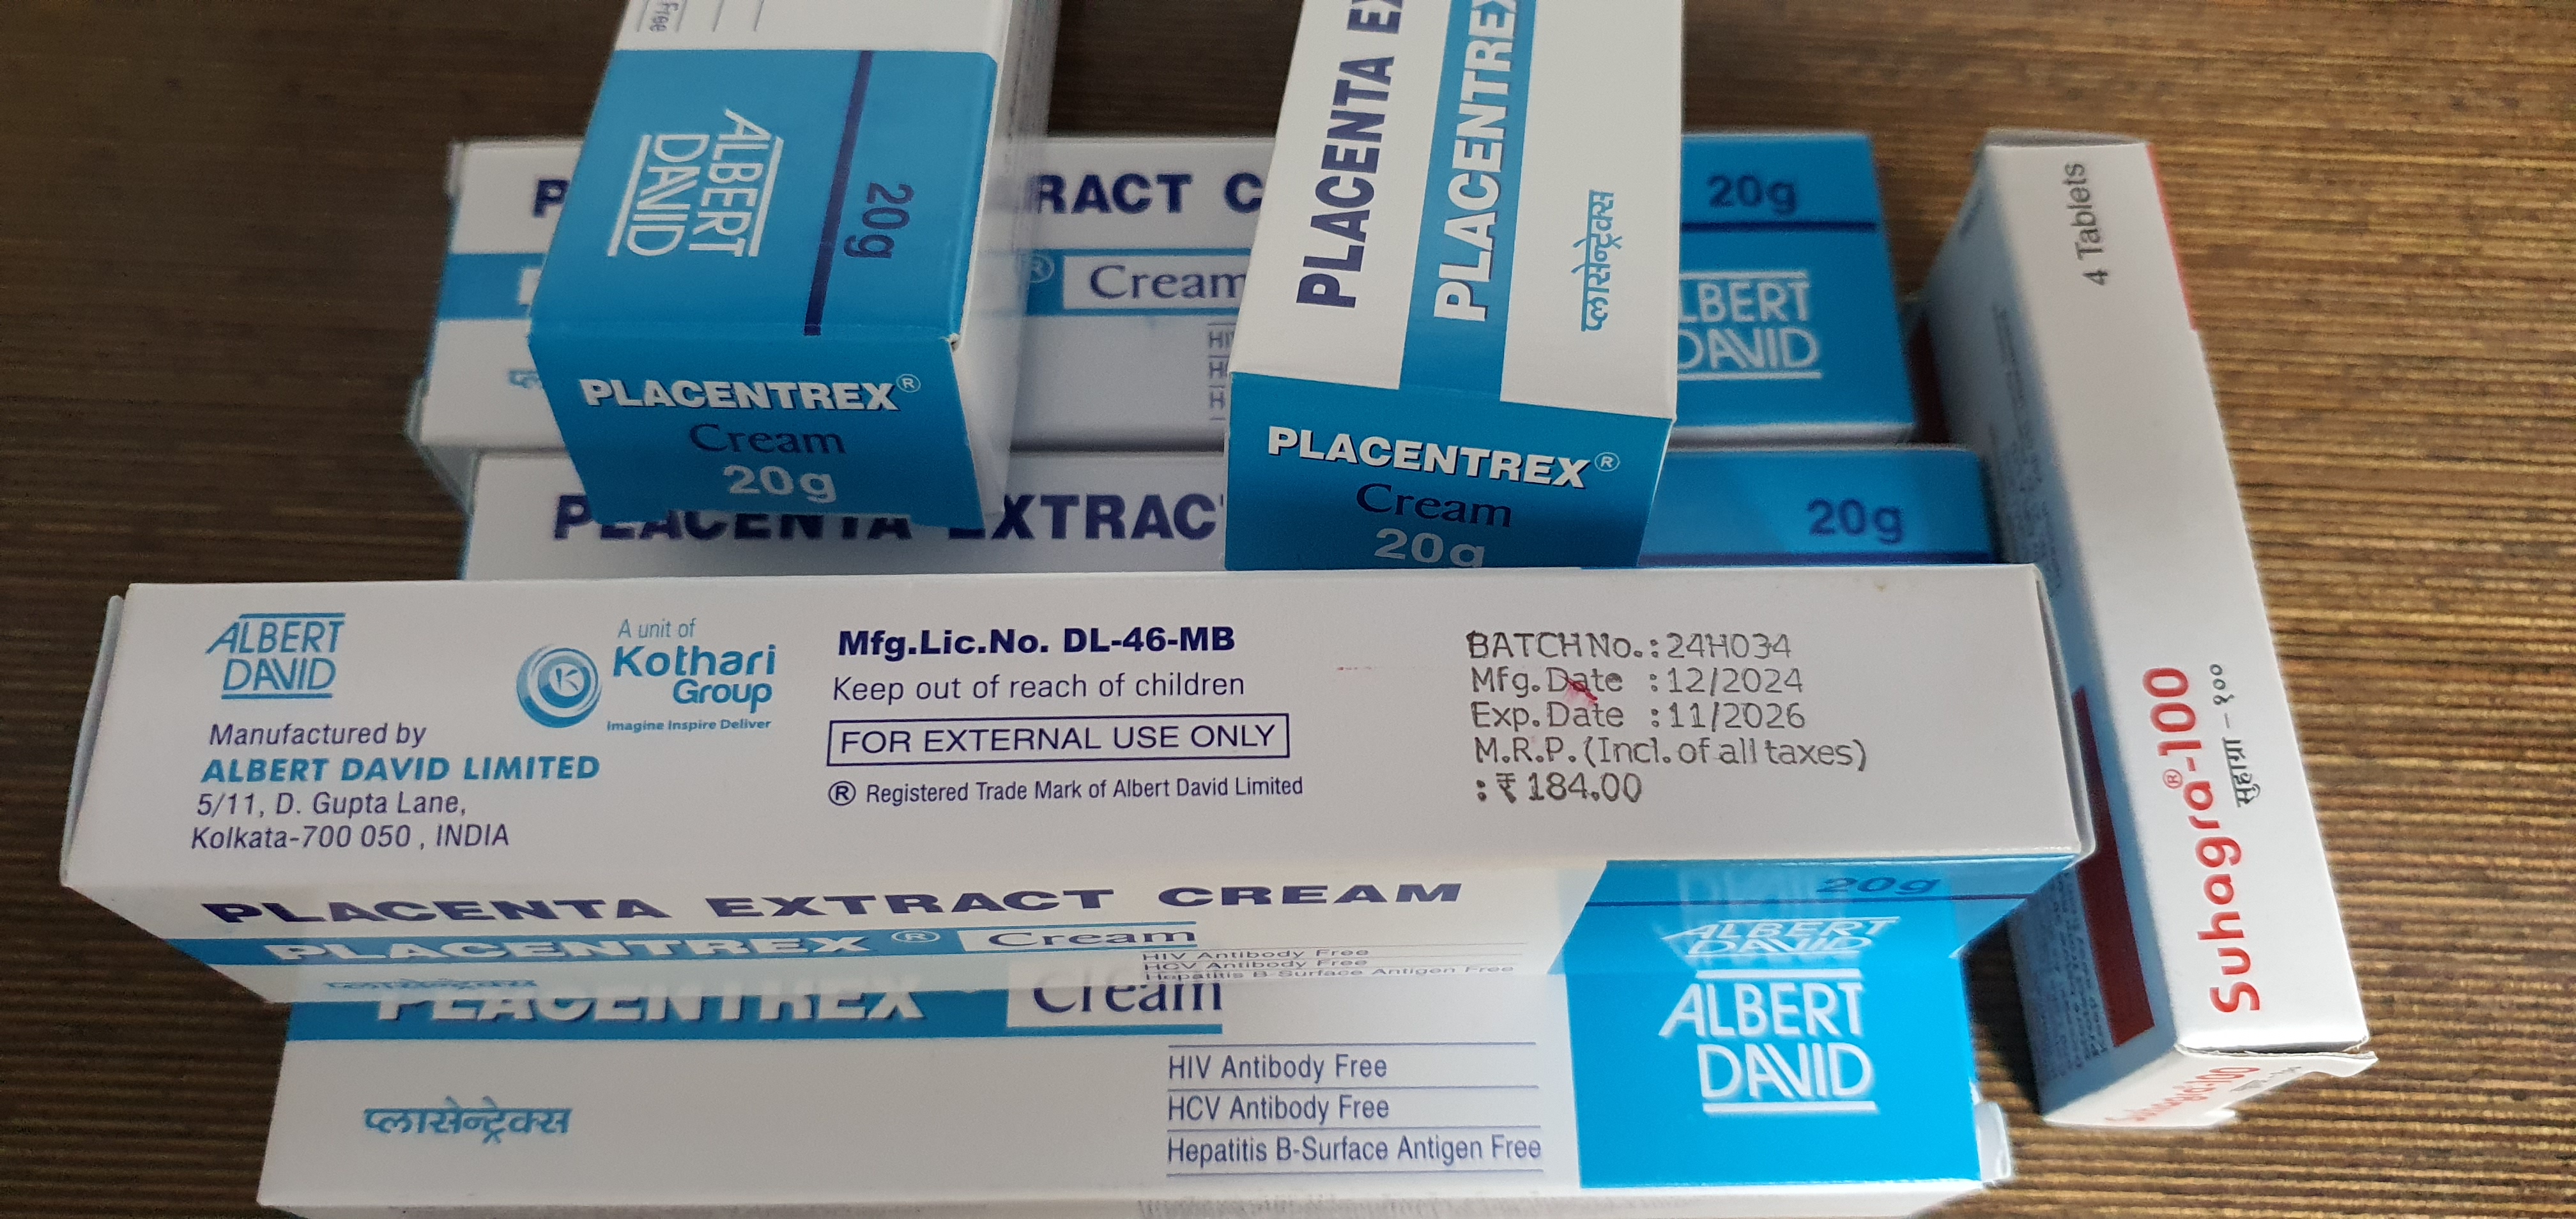 Free
ALBERT
DAVID
20g
PLACENTREX®
Cream
20g
PLACENTA
PLACENTREX
प्लासेन्ट्रेक्स
PLACENTREX®
Cream
20g
RACT C
® Cream
20g
ALBERT
DAVID
PLACENTA EXTRACT
20g
ALBERT
DAVID
Manufactured by
ALBERT DAVID LIMITED
5/11, D. Gupta Lane,
Kolkata-700 050 , INDIA
A unit of
Kothari
Group
Imagine Inspire Deliver
Mfg.Lic.No. DL-46-MB
Keep out of reach of children
FOR EXTERNAL USE ONLY
® Registered Trade Mark of Albert David Limited
BATCH No.:24H034
Mfg.Date :12/2024
Exp.Date :11/2026
M.R.P.(Incl.of all taxes)
:₹184.00
PLACENTA EXTRACT CREAM
PLACENTREX® Cream
HIV Antibody Free
HCV Antibody Free
Hepatitis B-Surface Antigen Free
20g
ALBERT
DAVID
प्लासेन्ट्रेक्स
PLACENTREX Cream
प्लासेन्ट्रेक्स
HIV Antibody Free
HCV Antibody Free
Hepatitis B-Surface Antigen Free
ALBERT
DAVID
4 Tablets
Suhagra®-100
सुहाग्रा – १००